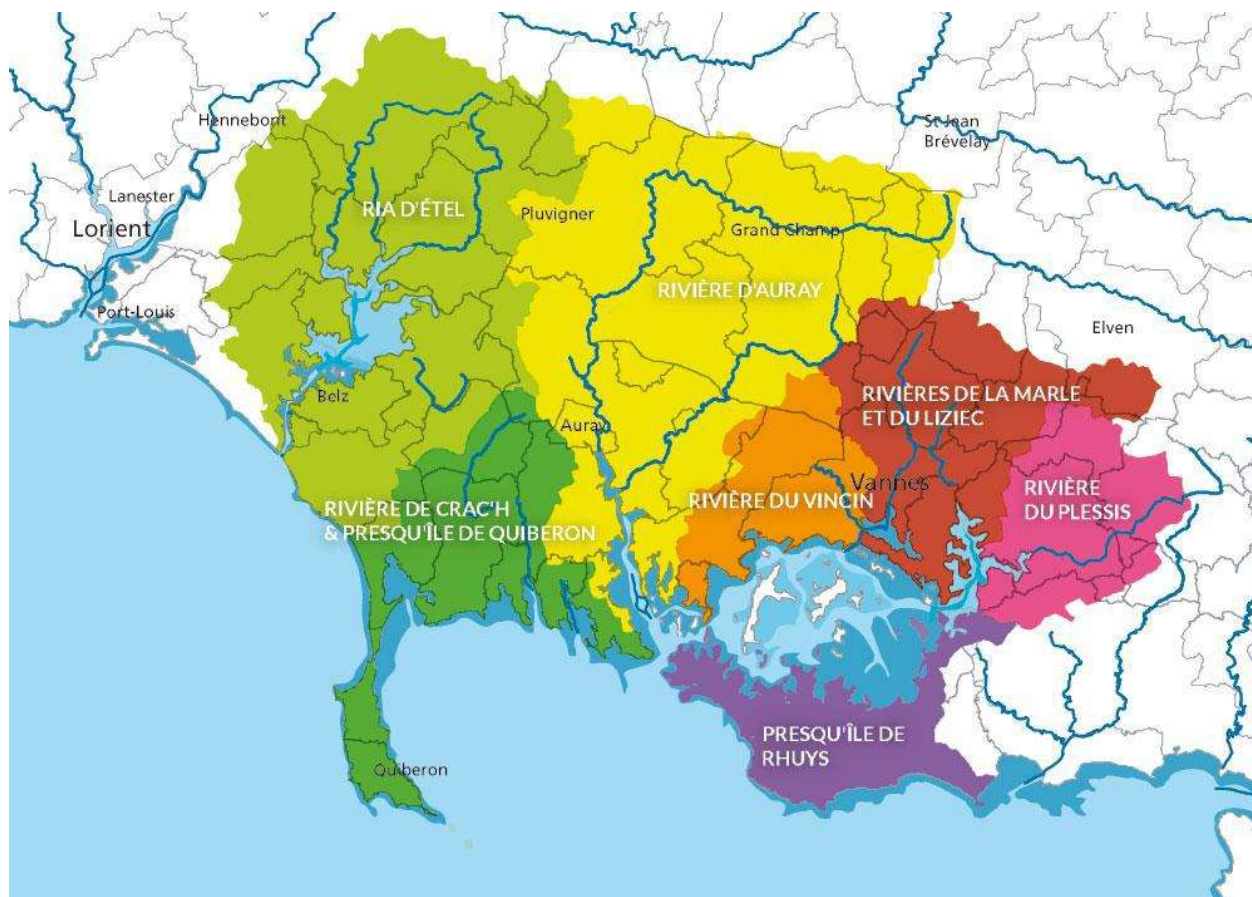 Hennebont
St Jean
Brévelay
Lanester
Lorient
RIA D'ÉTEL
Pluvigner
Grand Champ
RIVIÈRE D'AURAY
Port-Louis
Elven
Belz
RIVIÈRES DE LA MARLE
ET DU LIZIEC
Auray
Vannes
RIVIÈRE DE CRAC'H
& PRESQU'ÎLE DE QUIBERON
RIVIÈRE DU VINCIN
RIVIÈRE
DU PLESSIS
PRESQU'ÎLE DE
RHUYS
Quiberon